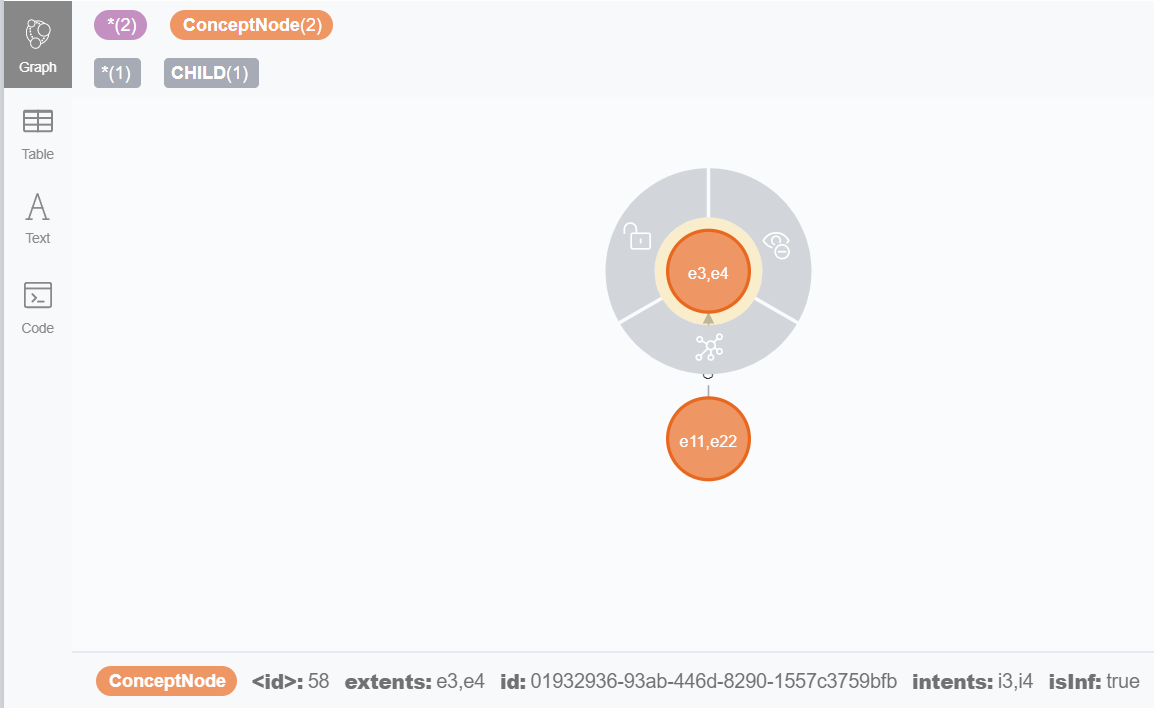 Graph
*(2) ConceptNode(2)
*(1) CHILD(1)
Table
Text
Code
e3,e4
e11,e22
ConceptNode <id>: 58 extents: e3,e4 id: 01932936-93ab-446d-8290-1557c3759bfb intents: i3,i4 isInf: true